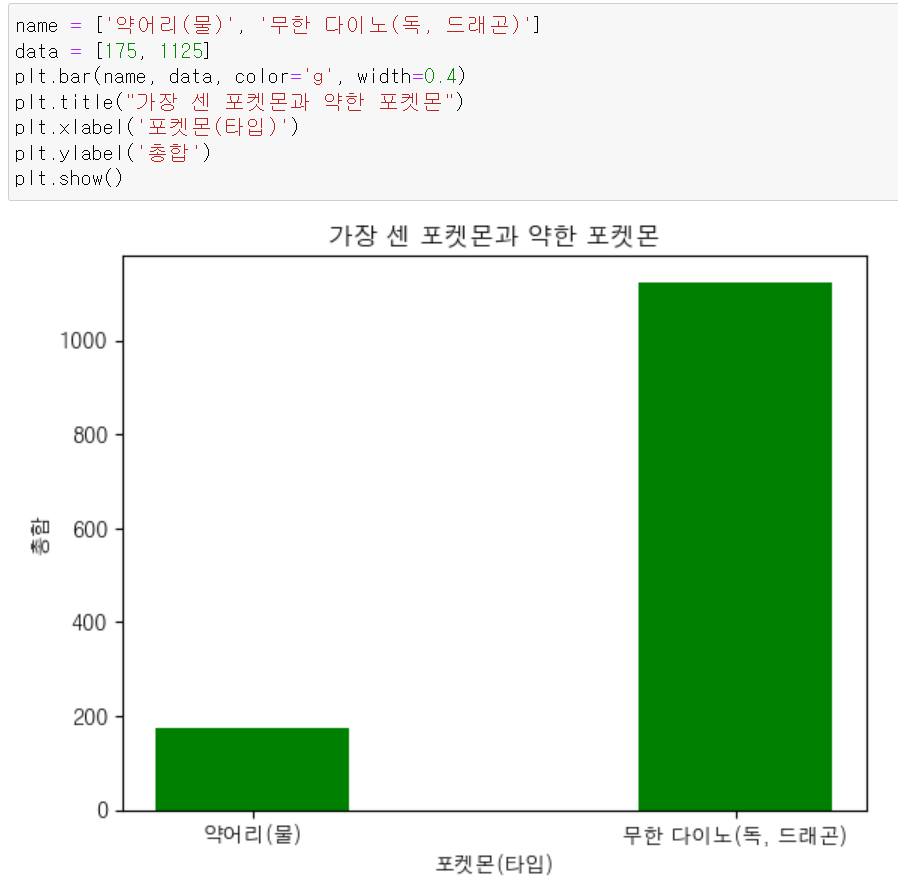 name = ['약어리(물)', '무한 다이노(독, 드래곤)']
data = [175, 1125]
plt.bar(name, data, color='g', width=0.4)
plt.title("가장 센 포켓몬과 약한 포켓몬")
plt.xlabel('포켓몬(타입)')
plt.ylabel('총합')
plt.show()
가장 센 포켓몬과 약한 포켓몬
1000
800
600
400
200
0
총합
약어리(물)
무한 다이노(독, 드래곤)
포켓몬(타입)